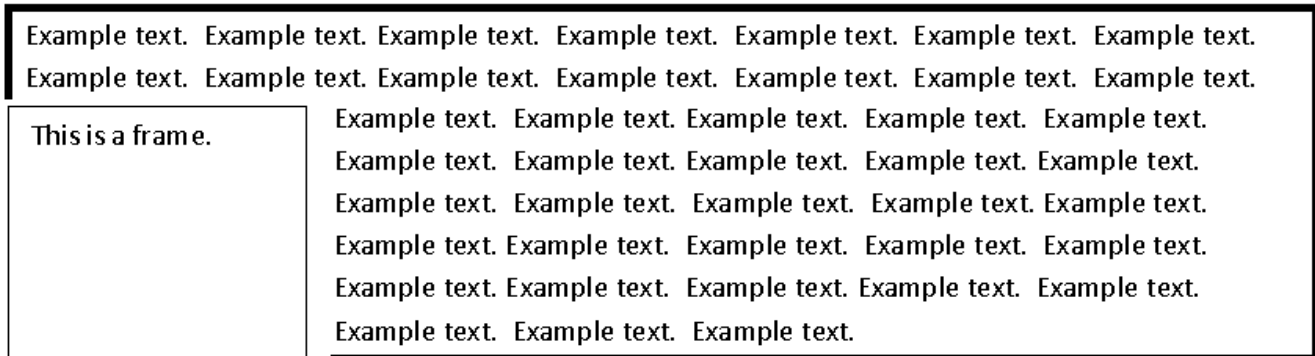 Example text.  Example text. Example text.  Example text.  Example text.  Example text.  Example text.
Example text.  Example text. Example text.  Example text.  Example text.  Example text.  Example text.
This is a frame.
Example text.  Example text. Example text.  Example text.  Example text.
Example text.  Example text. Example text.  Example text. Example text.
Example text.  Example text.  Example text.  Example text. Example text.
Example text. Example text.  Example text.  Example text.  Example text.
Example text. Example text.  Example text. Example text.  Example text.
Example text.  Example text.  Example text.